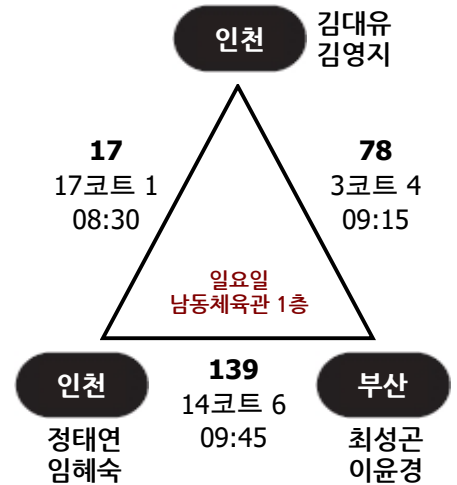 인천
김대유
김영지
17
17코트 1
08:30
78
3코트 4
09:15
일요일
남동체육관 1층
인천
정태연
임혜숙
139
14코트 6
09:45
부산
최성곤
이윤경